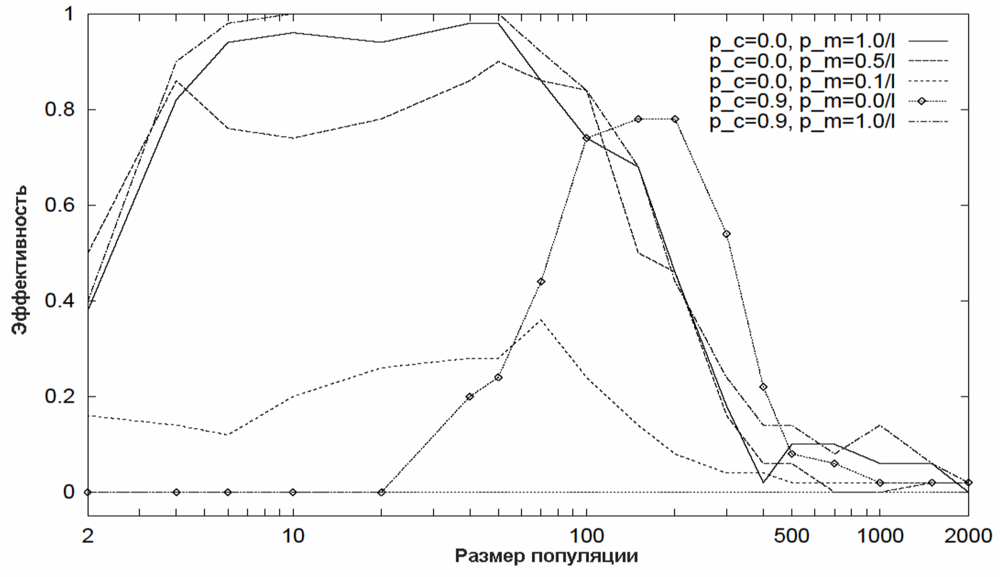 1
0.8
0.6
0.4
0.2
0
Эффективность
p_c=0.0, p_m=1.0/l
p_c=0.0, p_m=0.5/l
p_c=0.0, p_m=0.1/l
p_c=0.9, p_m=0.0/l
p_c=0.9, p_m=1.0/l
2 10 100 500 1000 2000
Размер популяции